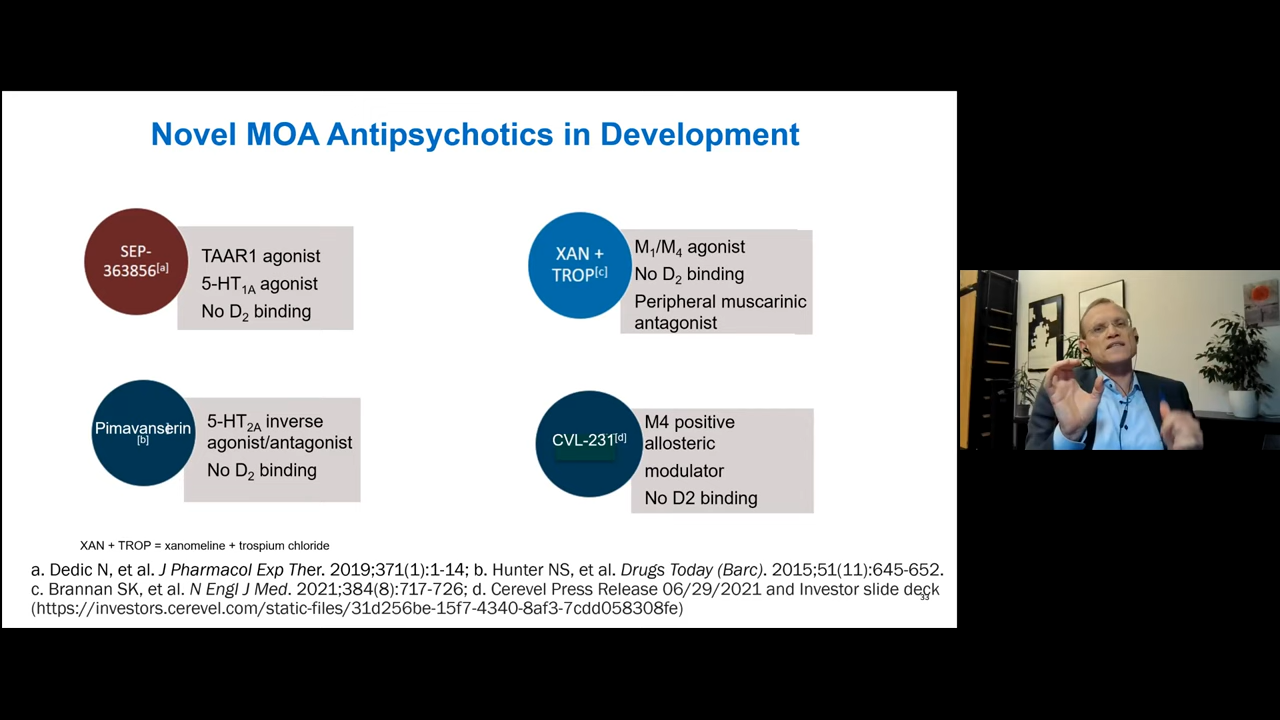 Novel MOA Antipsychotics in Development
SEP-
363856[a]
TAAR1 agonist
5-HT1A agonist
No D2 binding
XAN +
TROP[c]
M1/M4 agonist
No D2 binding
Peripheral muscarinic
antagonist
Pimavanserin
[b]
5-HT2A inverse
agonist/antagonist
No D2 binding
CVL-231[d]
M4 positive
allosteric
modulator
No D2 binding
XAN + TROP = xanomeline + trospium chloride
a. Dedic N, et al. J Pharmacol Exp Ther. 2019;371(1):1-14; b. Hunter NS, et al. Drugs Today (Barc). 2015;51(11):645-652.
c. Brannan SK, et al. N Engl J Med. 2021;384(8):717-726; d. Cerevel Press Release 06/29/2021 and Investor slide deck
(https://investors.cerevel.com/static-files/31d256be-15f7-4340-8af3-7cdd058308fe)
33